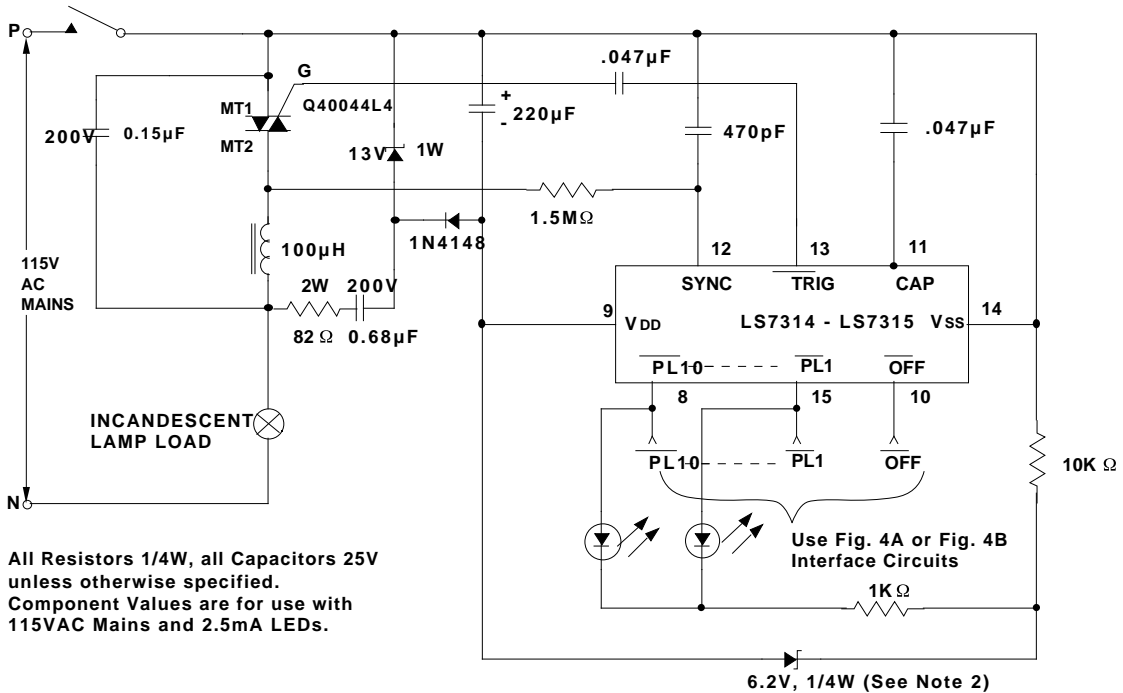 P
G
.047µF
MT1
Q40044L4
+
-
220µF
200V
0.15µF
470pF
.047µF
MT2
13V
1W
1.5MΩ
1N4148
100µH
12
13
11
115V
AC
MAINS
2W
200V
SYNC
TRIG
CAP
9
VDD
LS7314 - LS7315
VSS
14
82 Ω
0.68µF
PL10 - - - - - - PL1
OFF
8
15
10
INCANDESCENT
LAMP LOAD
PL10 - - - - - - PL1
OFF
10K Ω
N
Use Fig. 4A or Fig. 4B
Interface Circuits
All Resistors 1/4W, all Capacitors 25V
unless otherwise specified.
Component Values are for use with
115VAC Mains and 2.5mA LEDs.
1K Ω
6.2V, 1/4W (See Note 2)